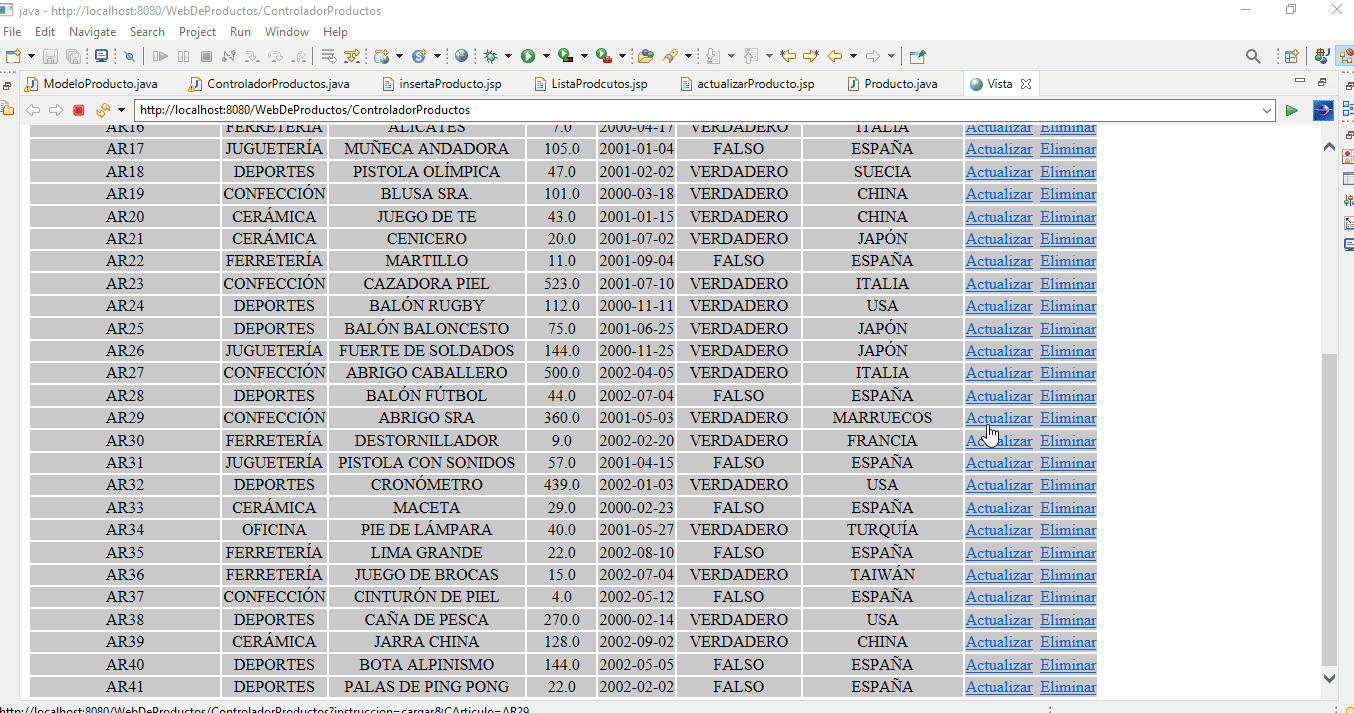 java - http://localhost:8080/WebDeProductos/ControladorProductos
File Edit Navigate Search Project Run Window Help
ModeloProducto.java ControladorProductos.java insertaProducto.jsp ListaProdcutos.jsp actualizarProducto.jsp Producto.java Vista
http://localhost:8080/WebDeProductos/ControladorProductos
AR16 FERRETERÍA ALICATES 7.0 2000-04-17 VERDADERO ITALIA Actualizar Eliminar
AR17 JUGUETERÍA MUÑECA ANDADORA 105.0 2001-01-04 FALSO ESPAÑA Actualizar Eliminar
AR18 DEPORTES PISTOLA OLÍMPICA 47.0 2001-02-02 VERDADERO SUECIA Actualizar Eliminar
AR19 CONFECCIÓN BLUSA SRA. 101.0 2000-03-18 VERDADERO CHINA Actualizar Eliminar
AR20 CERÁMICA JUEGO DE TE 43.0 2001-01-15 VERDADERO CHINA Actualizar Eliminar
AR21 CERÁMICA CENICERO 20.0 2001-07-02 VERDADERO JAPÓN Actualizar Eliminar
AR22 FERRETERÍA MARTILLO 11.0 2001-09-04 FALSO ESPAÑA Actualizar Eliminar
AR23 CONFECCIÓN CAZADORA PIEL 523.0 2001-07-10 VERDADERO ITALIA Actualizar Eliminar
AR24 DEPORTES BALÓN RUGBY 112.0 2000-11-11 VERDADERO USA Actualizar Eliminar
AR25 DEPORTES BALÓN BALONCESTO 75.0 2001-06-25 VERDADERO JAPÓN Actualizar Eliminar
AR26 JUGUETERÍA FUERTE DE SOLDADOS 144.0 2000-11-25 VERDADERO JAPÓN Actualizar Eliminar
AR27 CONFECCIÓN ABRIGO CABALLERO 500.0 2002-04-05 VERDADERO ITALIA Actualizar Eliminar
AR28 DEPORTES BALÓN FÚTBOL 44.0 2002-07-04 FALSO ESPAÑA Actualizar Eliminar
AR29 CONFECCIÓN ABRIGO SRA 360.0 2001-05-03 VERDADERO MARRUECOS Actualizar Eliminar
AR30 FERRETERÍA DESTORNILLADOR 9.0 2002-02-20 VERDADERO FRANCIA Actualizar Eliminar
AR31 JUGUETERÍA PISTOLA CON SONIDOS 57.0 2001-04-15 FALSO ESPAÑA Actualizar Eliminar
AR32 DEPORTES CRONÓMETRO 439.0 2002-01-03 VERDADERO USA Actualizar Eliminar
AR33 CERÁMICA MACETA 29.0 2000-02-23 FALSO ESPAÑA Actualizar Eliminar
AR34 OFICINA PIE DE LÁMPARA 40.0 2001-05-27 VERDADERO TURQUÍA Actualizar Eliminar
AR35 FERRETERÍA LIMA GRANDE 22.0 2002-08-10 FALSO ESPAÑA Actualizar Eliminar
AR36 FERRETERÍA JUEGO DE BROCAS 15.0 2002-07-04 VERDADERO TAIWÁN Actualizar Eliminar
AR37 CONFECCIÓN CINTURÓN DE PIEL 4.0 2002-05-12 FALSO ESPAÑA Actualizar Eliminar
AR38 DEPORTES CAÑA DE PESCA 270.0 2000-02-14 VERDADERO USA Actualizar Eliminar
AR39 CERÁMICA JARRA CHINA 128.0 2002-09-02 VERDADERO CHINA Actualizar Eliminar
AR40 DEPORTES BOTA ALPINISMO 144.0 2002-05-05 FALSO ESPAÑA Actualizar Eliminar
AR41 DEPORTES PALAS DE PING PONG 22.0 2002-02-02 FALSO ESPAÑA Actualizar Eliminar
http://localhost:8080/WebDeProductos/ControladorProductos?instruccion=cargar&CArticulo=AR29